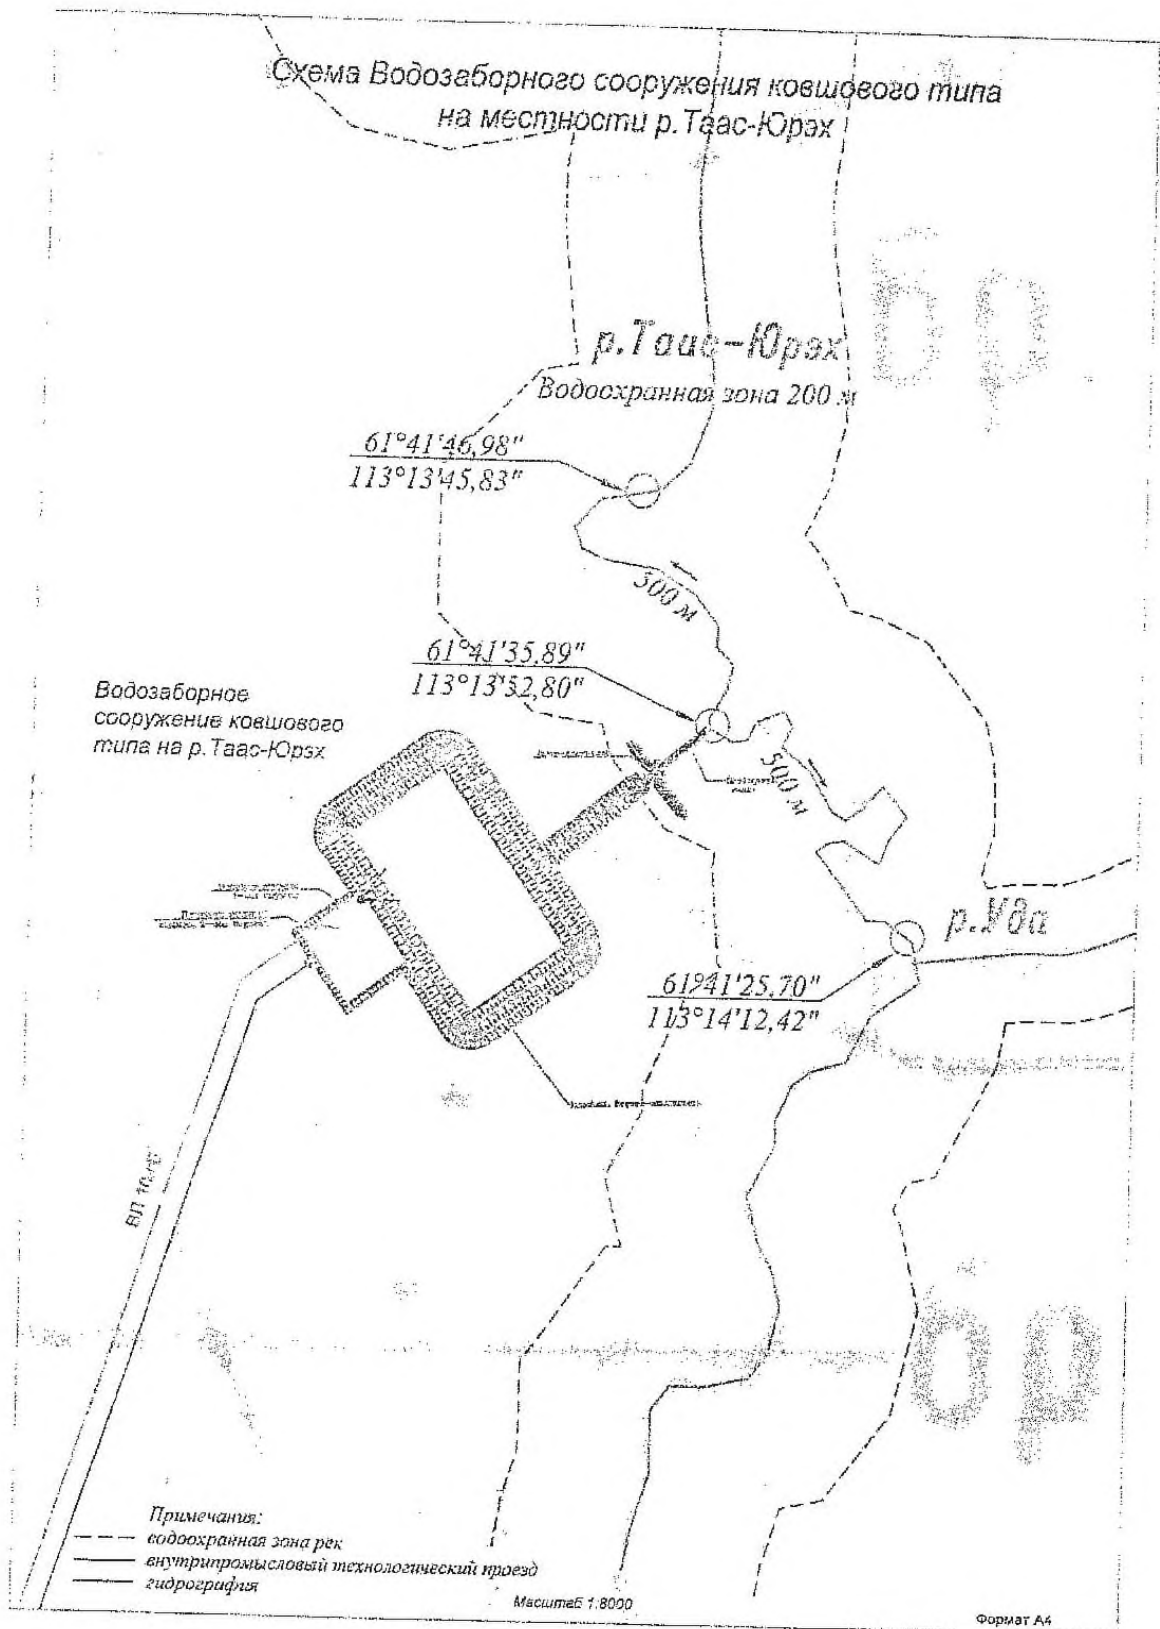 Схема Водозаборного сооружения ковшового типа
на местности р.Таас-Юрэх
р.Таас-Юрэх
Водоохранная зона 200 м
61°41'46,98"
113°13'45,83"
300 м
61°41'35,89"
113°13'52,80"
Водозаборное
сооружение ковшового
типа на р.Таас-Юрэх
500 м
р.Уда
61°41'25,70"
113°14'12,42"
ВЛ 10
Примечания:
водоохранная зона рек
внутрипромысловый технологический проезд
гидрография
Масштаб 1:8000
Формат А4